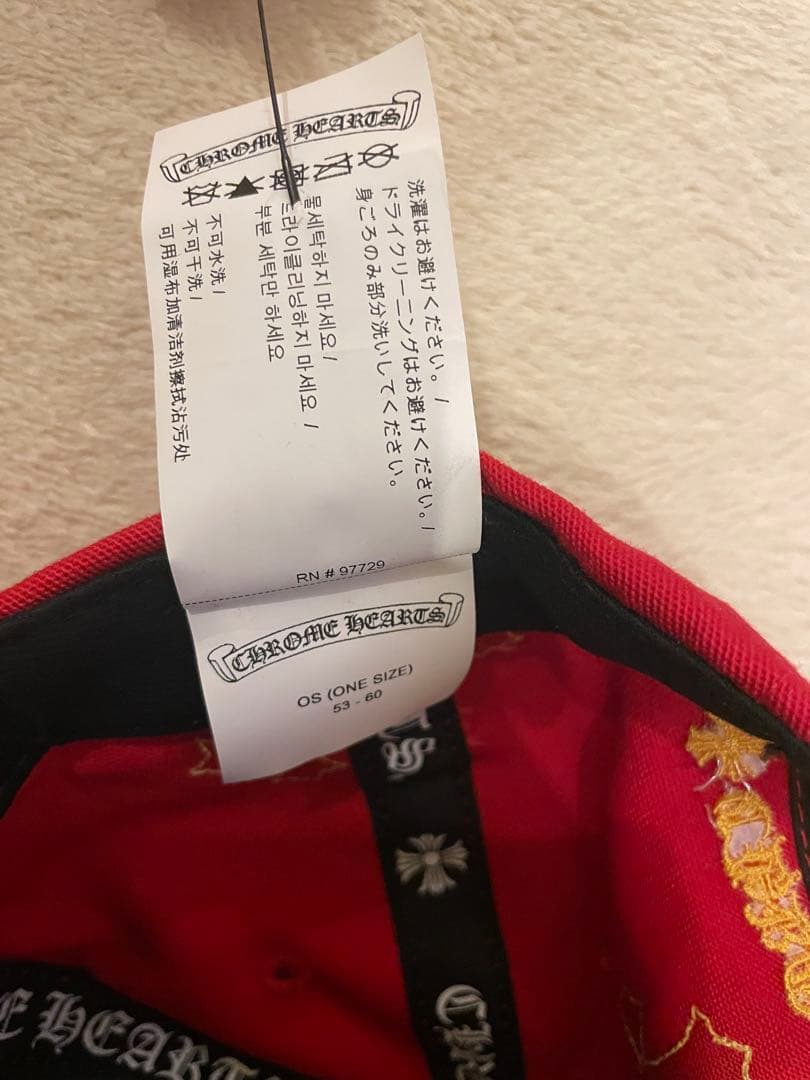 CHROME HEARTS
洗濯はお避けください。/
ドライクリーニングはお避けください。/
身ごろのみ部分洗いしてください。
물세탁하지 마세요/
드라이클리닝하지 마세요 /
부분 세탁만 하세요
不可水洗/
不可干洗/
可用湿布加清洁剂擦拭沾污处
RN # 97729
CHROME HEARTS
OS (ONE SIZE)
53 - 60
TS
E HEART